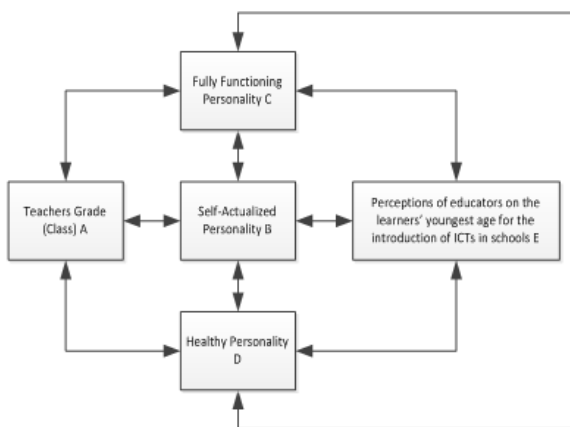 Fully Functioning
Personality C
Teachers Grade
(Class) A
Self-Actualized
Personality B
Perceptions of educators on the
learners' youngest age for the
introduction of ICTs in schools E
Healthy Personality
D